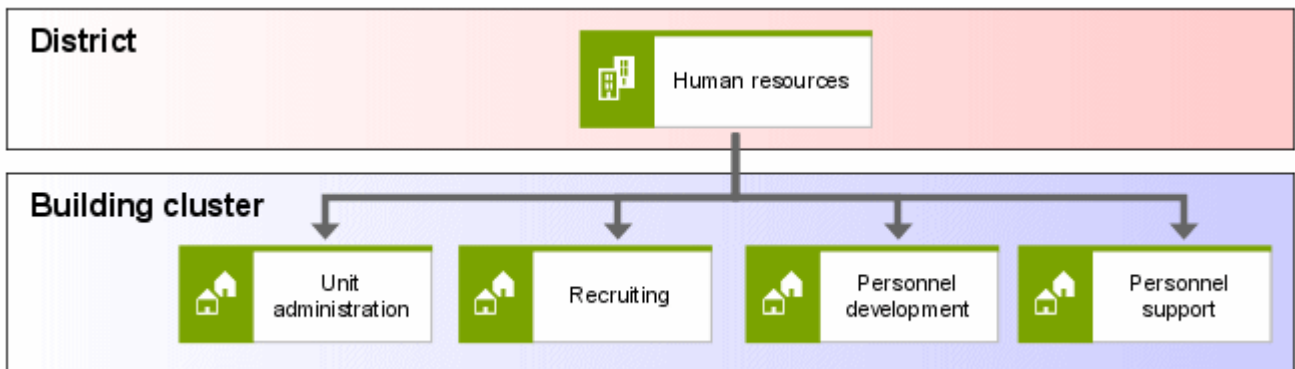 District
Human resources
Building cluster
Unit
administration
Recruiting
Personnel
development
Personnel
support